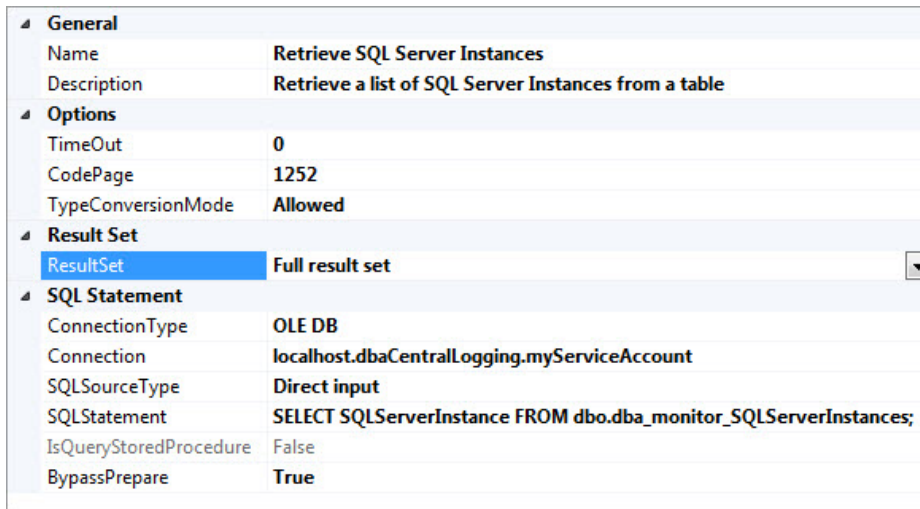 General
Name Retrieve SQL Server Instances
Description Retrieve a list of SQL Server Instances from a table
Options
TimeOut 0
CodePage 1252
TypeConversionMode Allowed
Result Set
ResultSet Full result set
SQL Statement
ConnectionType OLE DB
Connection localhost.dbaCentralLogging.myServiceAccount
SQLSourceType Direct input
SQLStatement SELECT SQLServerInstance FROM dbo.dba_monitor_SQLServerInstances;
IsQueryStoredProcedure False
BypassPrepare True